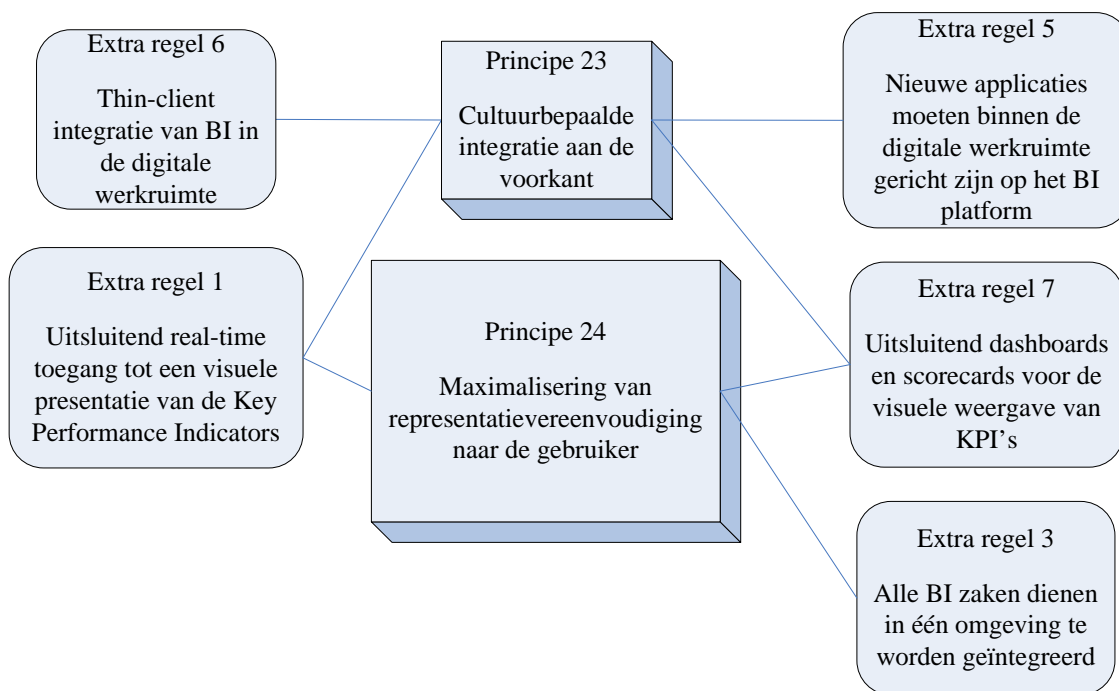 Extra regel 6
Thin-client
integratie van BI in
de digitale
werkruimte
Principe 23
Cultuurbepaalde
integratie aan de
voorkant
Extra regel 5
Nieuwe applicaties
moeten binnen de
digitale werkruimte
gericht zijn op het BI
platform
Extra regel 1
Uitsluitend real-time
toegang tot een visuele
presentatie van de Key
Performance Indicators
Principe 24
Maximalisering van
representatievereenvoudiging
naar de gebruiker
Extra regel 7
Uitsluitend dashboards
en scorecards voor de
visuele weergave van
KPI’s
Extra regel 3
Alle BI zaken dienen
in één omgeving te
worden geïntegreerd